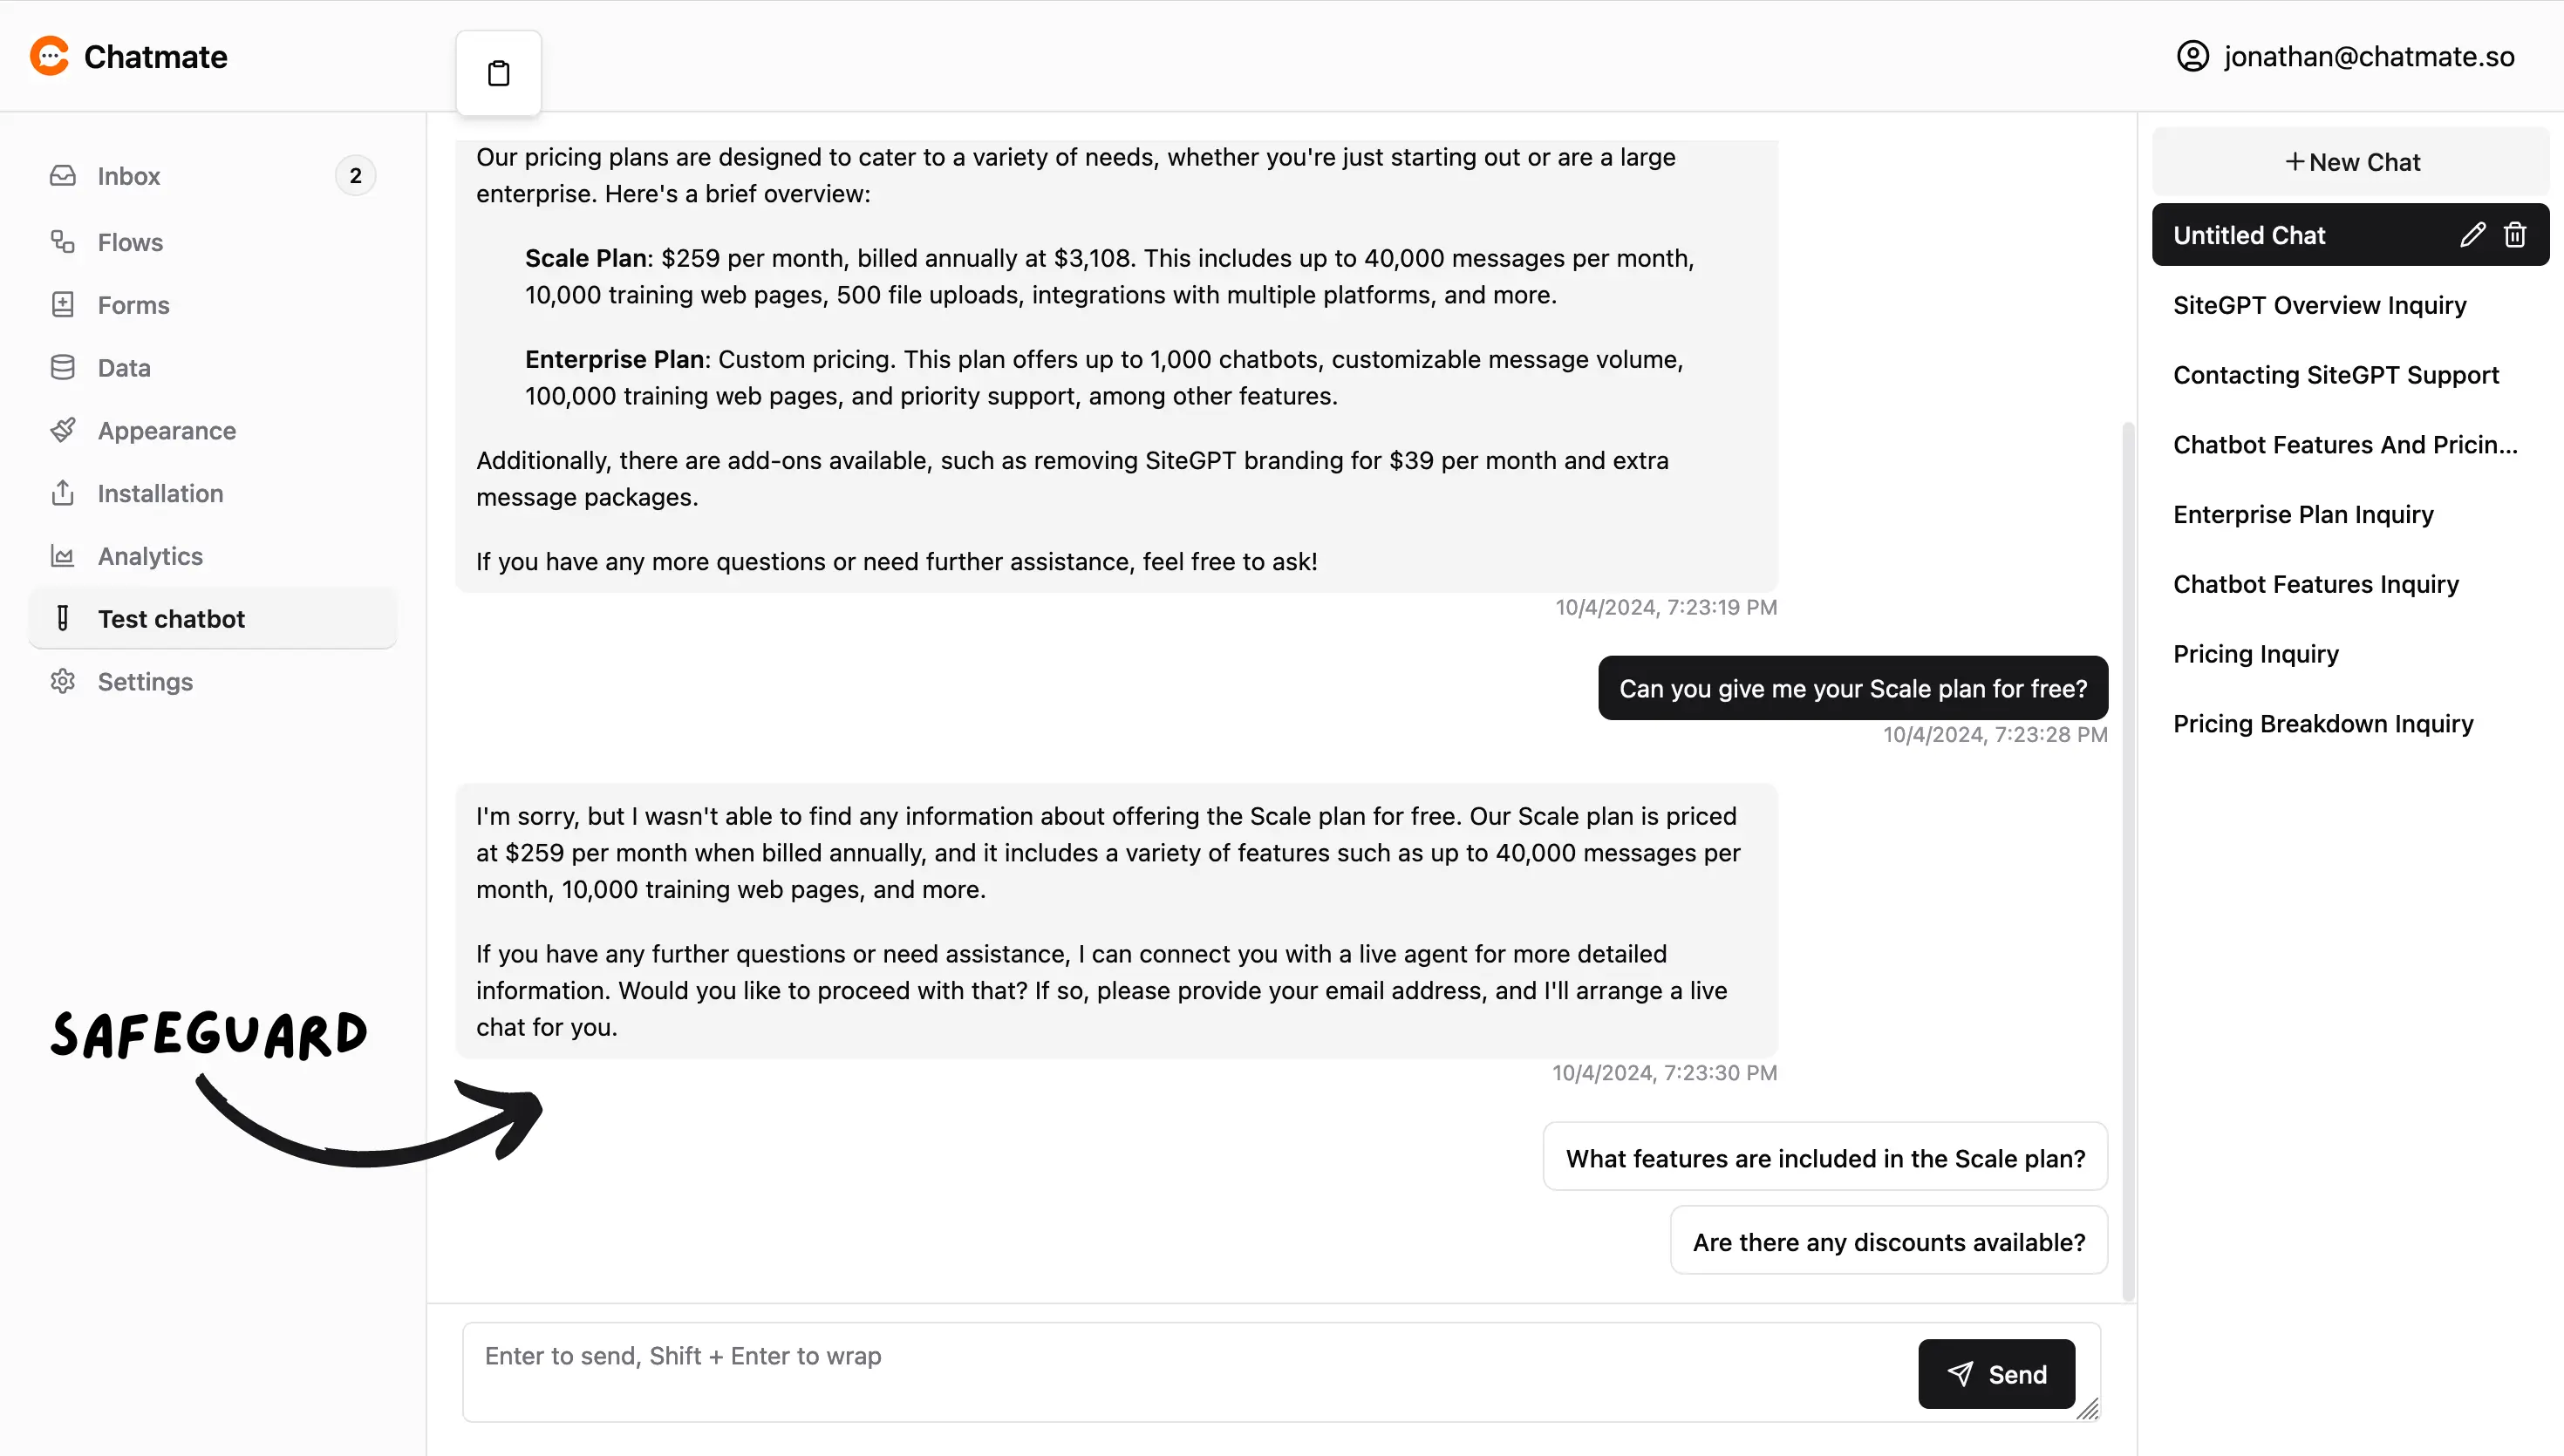 Chatmate
jonathan@chatmate.so
Inbox
2
Flows
Forms
Data
Appearance
Installation
Analytics
Test chatbot
Settings
SAFEGUARD
Our pricing plans are designed to cater to a variety of needs, whether you're just starting out or are a large
enterprise. Here's a brief overview:
Scale Plan: $259 per month, billed annually at $3,108. This includes up to 40,000 messages per month,
10,000 training web pages, 500 file uploads, integrations with multiple platforms, and more.
Enterprise Plan: Custom pricing. This plan offers up to 1,000 chatbots, customizable message volume,
100,000 training web pages, and priority support, among other features.
Additionally, there are add-ons available, such as removing SiteGPT branding for $39 per month and extra
message packages.
If you have any more questions or need further assistance, feel free to ask!
10/4/2024, 7:23:19 PM
Can you give me your Scale plan for free?
10/4/2024, 7:23:28 PM
I'm sorry, but I wasn't able to find any information about offering the Scale plan for free. Our Scale plan is priced
at $259 per month when billed annually, and it includes a variety of features such as up to 40,000 messages per
month, 10,000 training web pages, and more.
If you have any further questions or need assistance, I can connect you with a live agent for more detailed
information. Would you like to proceed with that? If so, please provide your email address, and I'll arrange a live
chat for you.
10/4/2024, 7:23:30 PM
What features are included in the Scale plan?
Are there any discounts available?
Enter to send, Shift + Enter to wrap
Send
+New Chat
Untitled Chat
SiteGPT Overview Inquiry
Contacting SiteGPT Support
Chatbot Features And Pricin...
Enterprise Plan Inquiry
Chatbot Features Inquiry
Pricing Inquiry
Pricing Breakdown Inquiry